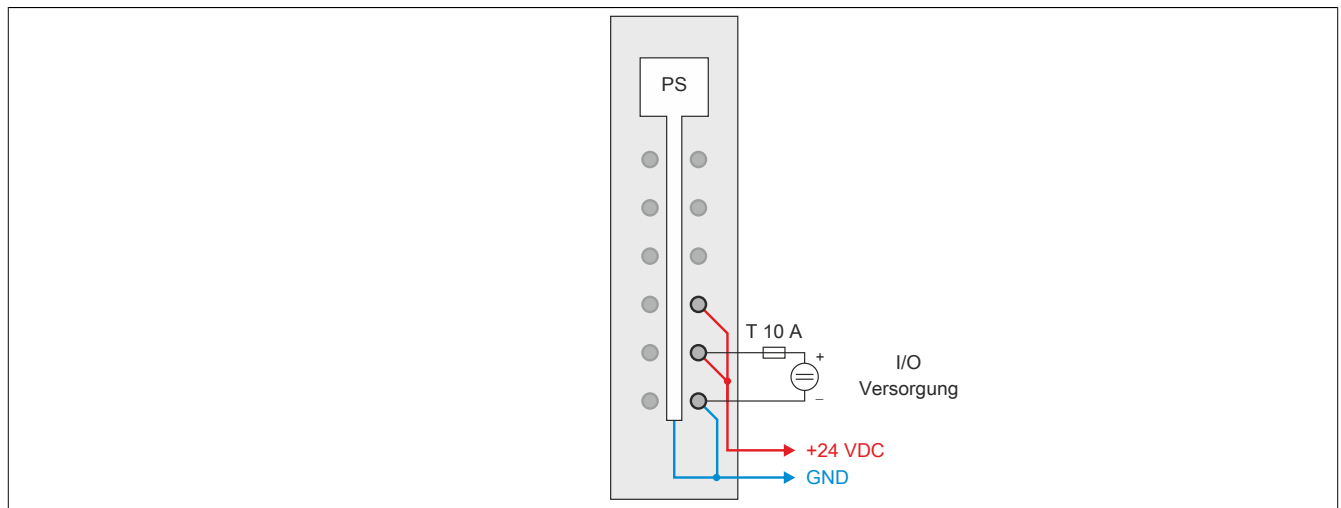 PS
T 10 A
+
I/O
Versorgung
–
+24 VDC
GND